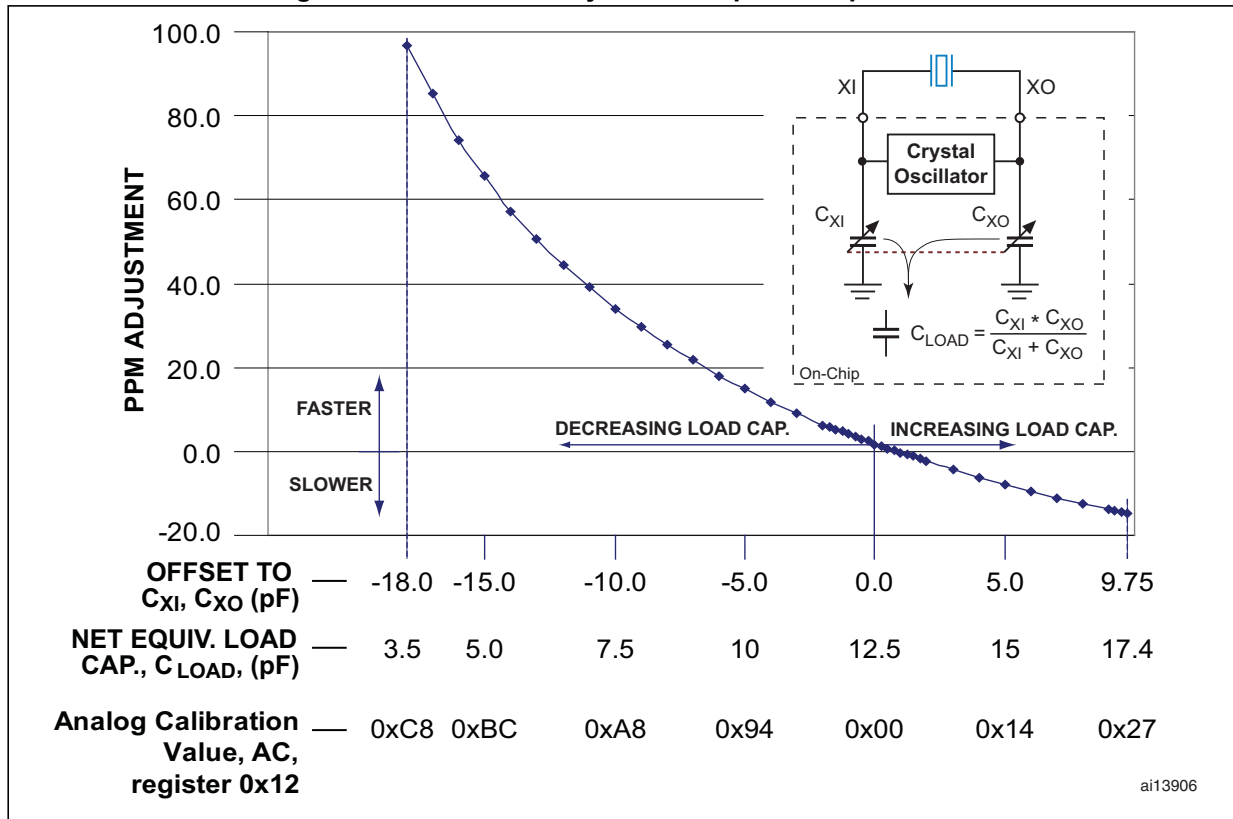 100.0
80.0
60.0
40.0
20.0
0.0
-20.0
PPM ADJUSTMENT
FASTER
SLOWER
DECREASING LOAD CAP.
INCREASING LOAD CAP.
XI
XO
Crystal
Oscillator
CXI
CXO
CLOAD = CXI * CXO
CXI + CXO
On-Chip
OFFSET TO
CXI, CXO (pF)
-18.0 -15.0 -10.0 -5.0 0.0 5.0 9.75
NET EQUIV. LOAD
CAP., CLOAD, (pF)
3.5 5.0 7.5 10 12.5 15 17.4
Analog Calibration
Value, AC,
register 0x12
0xC8 0xBC 0xA8 0x94 0x00 0x14 0x27
ai13906